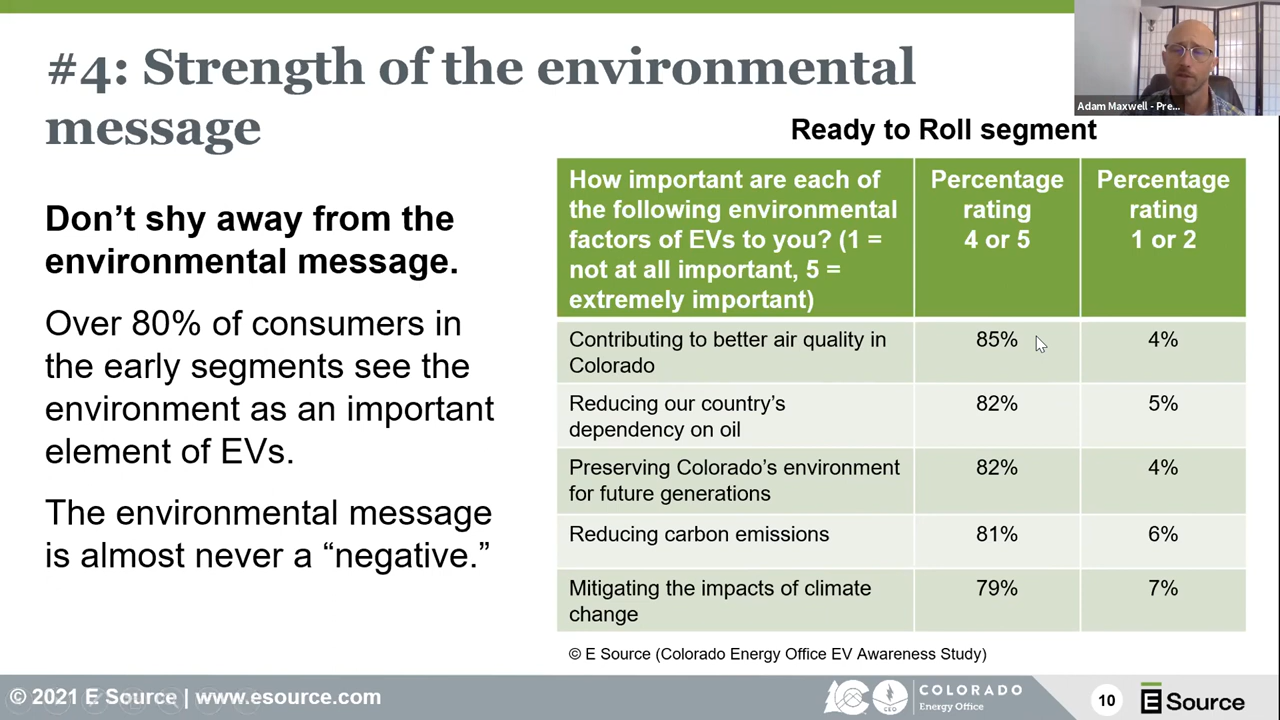 #4: Strength of the environmental
message
Adam Maxwell - Pre...
Don’t shy away from the
environmental message.
Over 80% of consumers in
the early segments see the
environment as an important
element of EVs.
The environmental message
is almost never a “negative.”
Ready to Roll segment
How important are each of
the following environmental
factors of EVs to you? (1 =
not at all important, 5 =
extremely important)
Percentage
rating
4 or 5
Percentage
rating
1 or 2
Contributing to better air quality in
Colorado
85%
4%
Reducing our country’s
dependency on oil
82%
5%
Preserving Colorado’s environment
for future generations
82%
4%
Reducing carbon emissions
81%
6%
Mitigating the impacts of climate
change
79%
7%
© E Source (Colorado Energy Office EV Awareness Study)
© 2021 E Source | www.esource.com
CEO
COLORADO
Energy Office
10
E Source